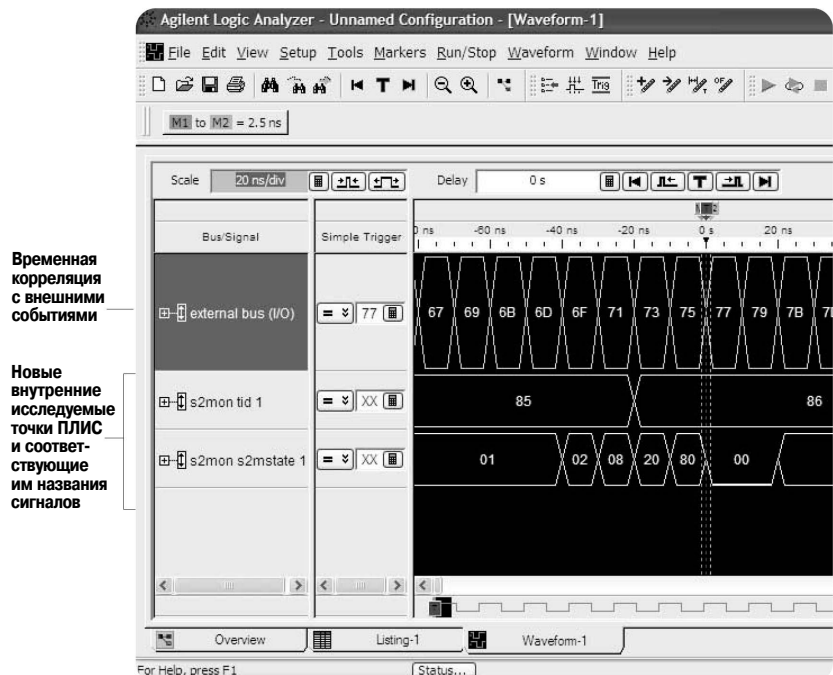 Agilent Logic Analyzer - Unnamed Configuration - [Waveform-1]
File Edit View Setup Tools Markers Run/Stop Waveform Window Help
T Trig
M1 to M2 = 2.5 ns
Scale 20 ns/div Delay 0 s T
Bus/Signal Simple Trigger
ns -60 ns -40 ns -20 ns 0 s 20 ns
Временная
корреляция
с внешними
событиями
external bus (I/O) = 77 67 69 6B 6D 6F 71 73 75 77 79 7B
Новые
внутренние
исследуемые
точки ПЛИС
и соответ-
ствующие
им названия
сигналов
s2mon tid 1 = XX 85 86
s2mon s2mstate 1 = XX 01 02 08 20 80 00
Overview Listing-1 Waveform-1
For Help, press F1 Status...